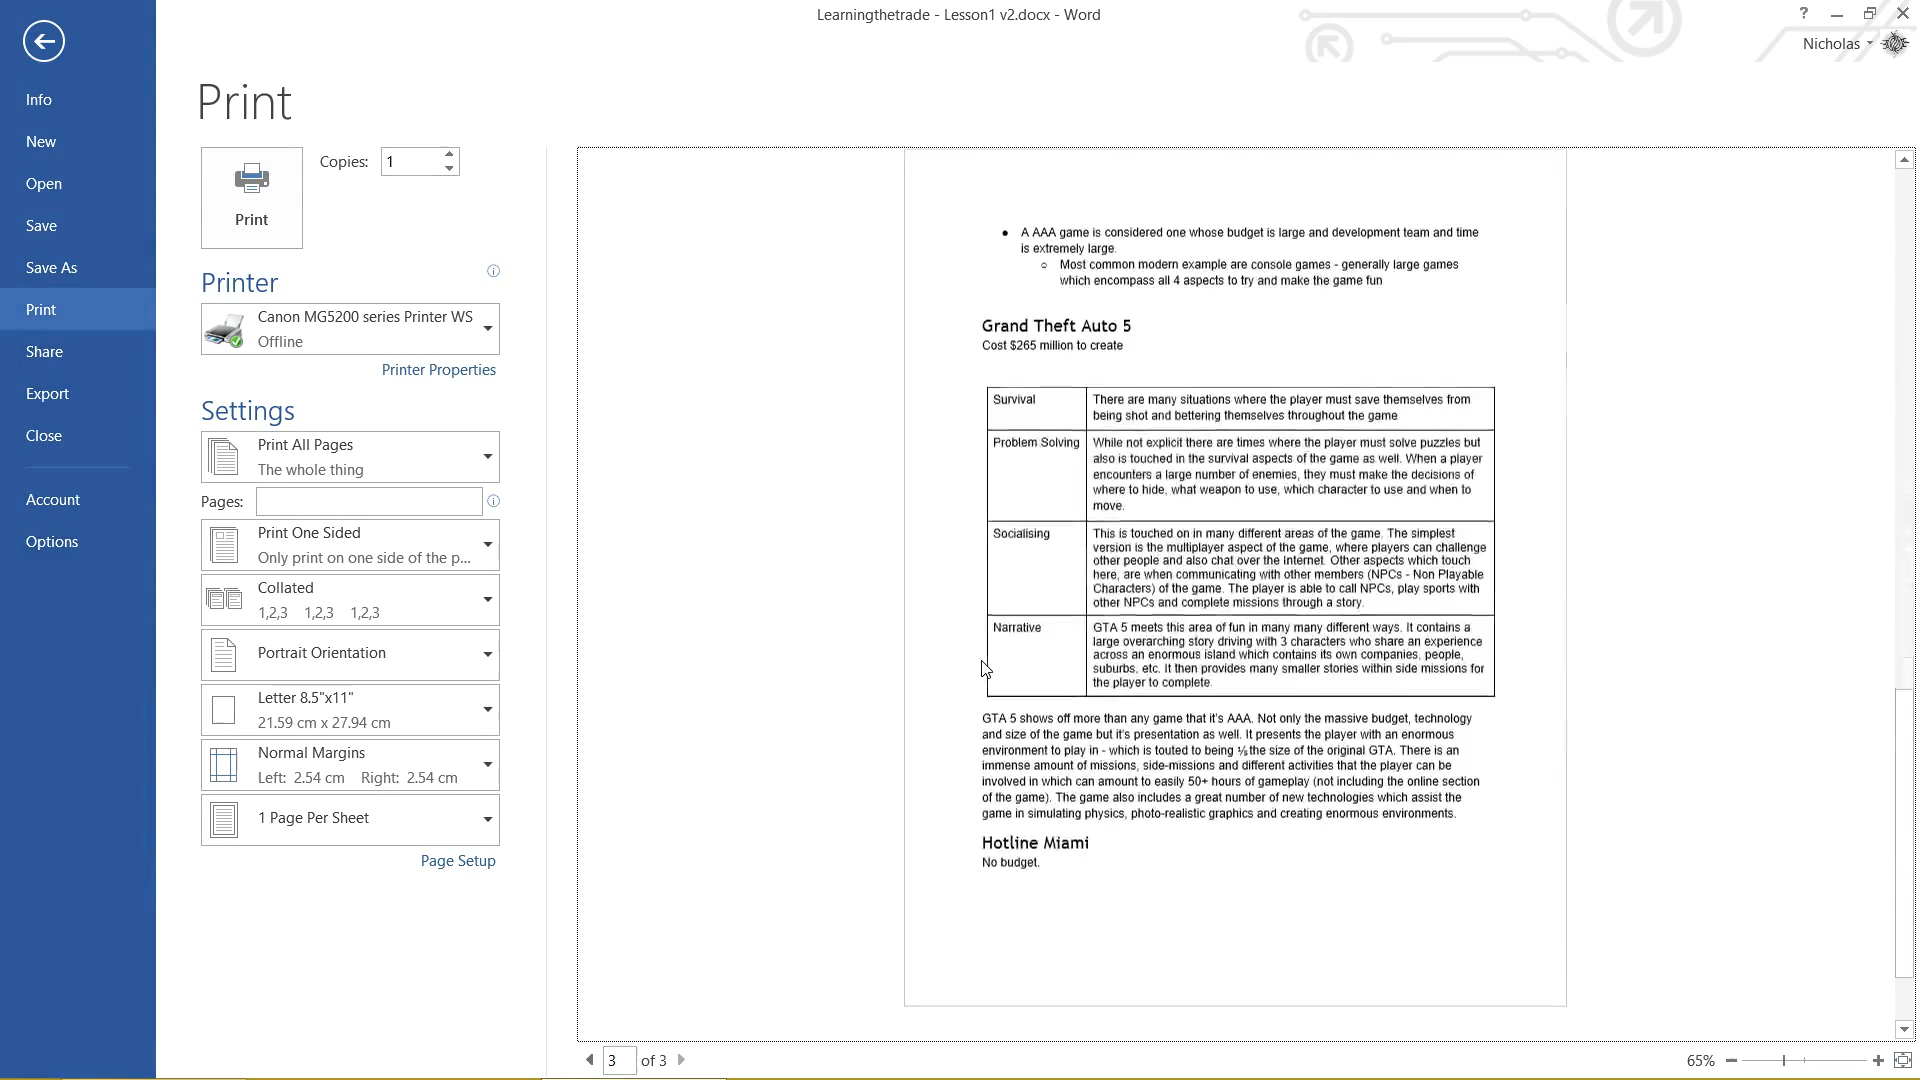 Learningthetrade - Lesson1 v2.docx - Word
?
Nicholas
Info
New
Open
Save
Save As
Print
Share
Export
Close
Account
Options
Print
Print
Copies: 1
Printer
Canon MG5200 series Printer WS
Offline
Printer Properties
Settings
Print All Pages
The whole thing
Pages:
Print One Sided
Only print on one side of the p...
Collated
1,2,3 1,2,3 1,2,3
Portrait Orientation
Letter 8.5"x11"
21.59 cm x 27.94 cm
Normal Margins
Left: 2.54 cm Right: 2.54 cm
1 Page Per Sheet
Page Setup
● A AAA game is considered one whose budget is large and development team and time
is extremely large.
○ Most common modern example are console games - generally large games
which encompass all 4 aspects to try and make the game fun
Grand Theft Auto 5
Cost $265 million to create
Survival
There are many situations where the player must save themselves from
being shot and bettering themselves throughout the game
Problem Solving
While not explicit there are times where the player must solve puzzles but
also is touched in the survival aspects of the game as well. When a player
encounters a large number of enemies, they must make the decisions of
where to hide, what weapon to use, which character to use and when to
move.
Socialising
This is touched on in many different areas of the game. The simplest
version is the multiplayer aspect of the game, where players can challenge
other people and also chat over the Internet. Other aspects which touch
here, are when communicating with other members (NPCs - Non Playable
Characters) of the game. The player is able to call NPCs, play sports with
other NPCs and complete missions through a story.
Narrative
GTA 5 meets this area of fun in many many different ways. It contains a
large overarching story driving with 3 characters who share an experience
across an enormous island which contains its own companies, people,
suburbs, etc. It then provides many smaller stories within side missions for
the player to complete.
GTA 5 shows off more than any game that it's AAA. Not only the massive budget, technology
and size of the game but it's presentation as well. It presents the player with an enormous
environment to play in - which is touted to being the size of the original GTA. There is an
immense amount of missions, side-missions and different activities that the player can be
involved in which can amount to easily 50+ hours of gameplay (not including the online section
of the game). The game also includes a great number of new technologies which assist the
game in simulating physics, photo-realistic graphics and creating enormous environments.
Hotline Miami
No budget.
3 of 3
65%